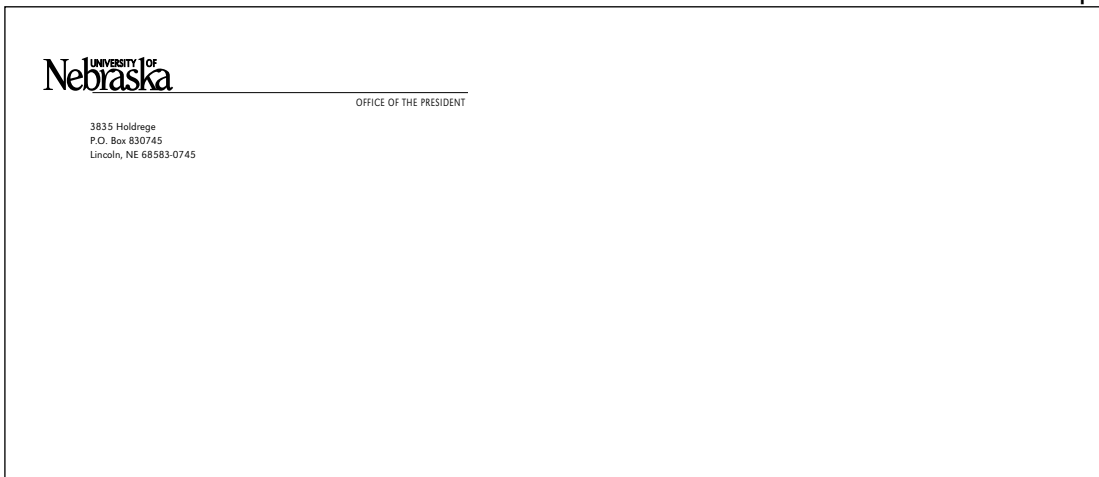 UNIVERSITY OF
Nebraska
OFFICE OF THE PRESIDENT
3835 Holdrege
P.O. Box 830745
Lincoln, NE 68583-0745